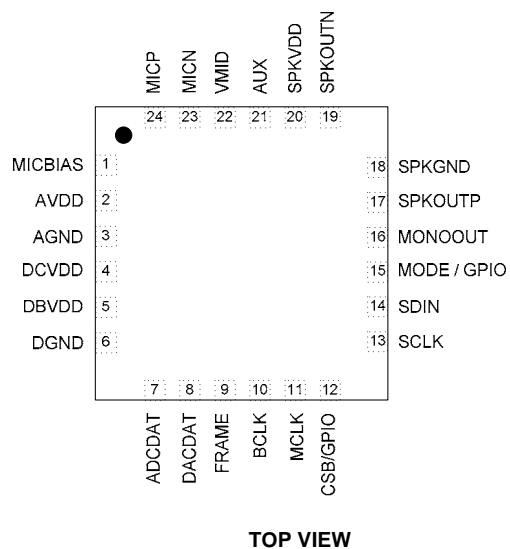 MICP
MICN
VMID
AUX
SPKVDD
SPKOUTN
24 23 22 21 20 19
MICBIAS 1
AVDD 2
AGND 3
DCVDD 4
DBVDD 5
DGND 6
18 SPKGND
17 SPKOUTP
16 MONOOUT
15 MODE / GPIO
14 SDIN
13 SCLK
7 8 9 10 11 12
ADCDAT
DACDAT
FRAME
BCLK
MCLK
CSB/GPIO
TOP VIEW